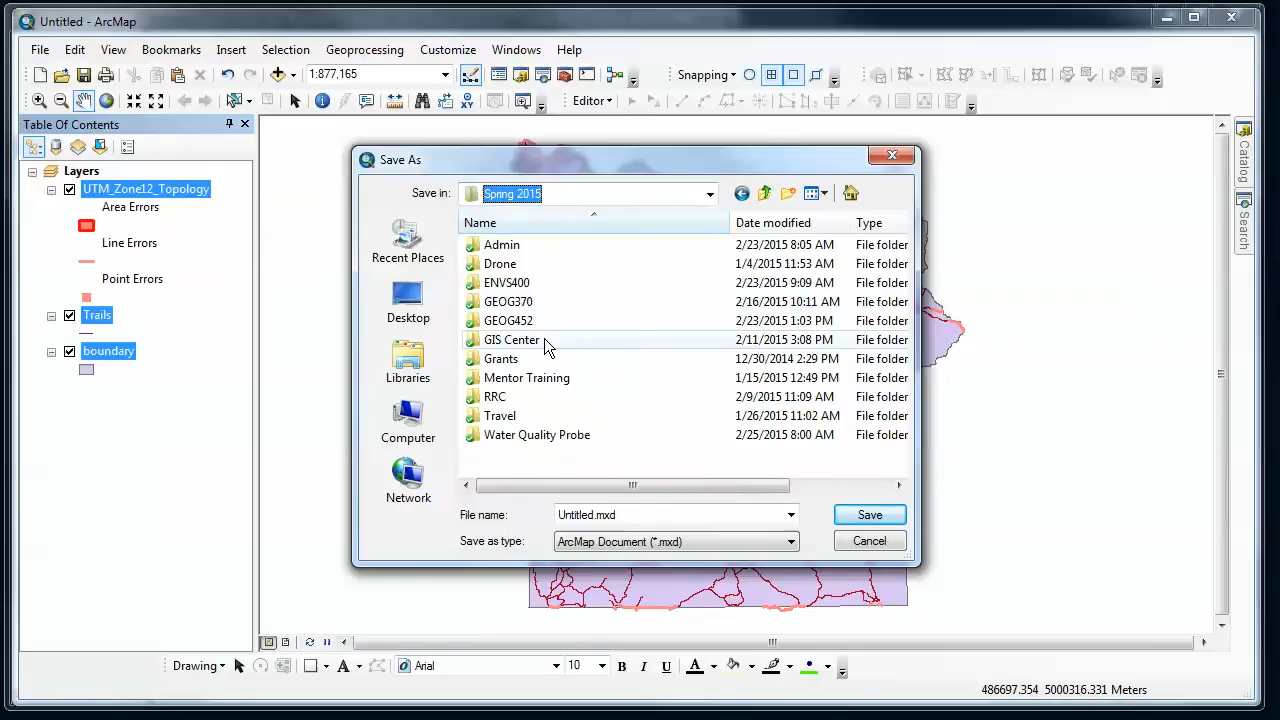 Untitled - ArcMap
File Edit View Bookmarks Insert Selection Geoprocessing Customize Windows Help
1:877,165 Snapping
Editor
Table Of Contents
Layers
UTM_Zone12_Topology
Area Errors
Line Errors
Point Errors
Trails
boundary
Save As
Save in: Spring 2015
Name Date modified Type
Admin 2/23/2015 8:05 AM File folder
Drone 1/4/2015 11:53 AM File folder
ENVS400 2/23/2015 9:09 AM File folder
GEOG370 2/16/2015 10:11 AM File folder
GEOG452 2/23/2015 1:03 PM File folder
GIS Center 2/11/2015 3:08 PM File folder
Grants 12/30/2014 2:29 PM File folder
Mentor Training 1/15/2015 12:49 PM File folder
RRC 2/9/2015 11:09 AM File folder
Travel 1/26/2015 11:02 AM File folder
Water Quality Probe 2/25/2015 8:00 AM File folder
Recent Places
Desktop
Libraries
Computer
Network
File name: Untitled.mxd Save
Save as type: ArcMap Document (*.mxd) Cancel
Catalog
Search
Drawing A Arial 10 B I U A
486697.354 5000316.331 Meters